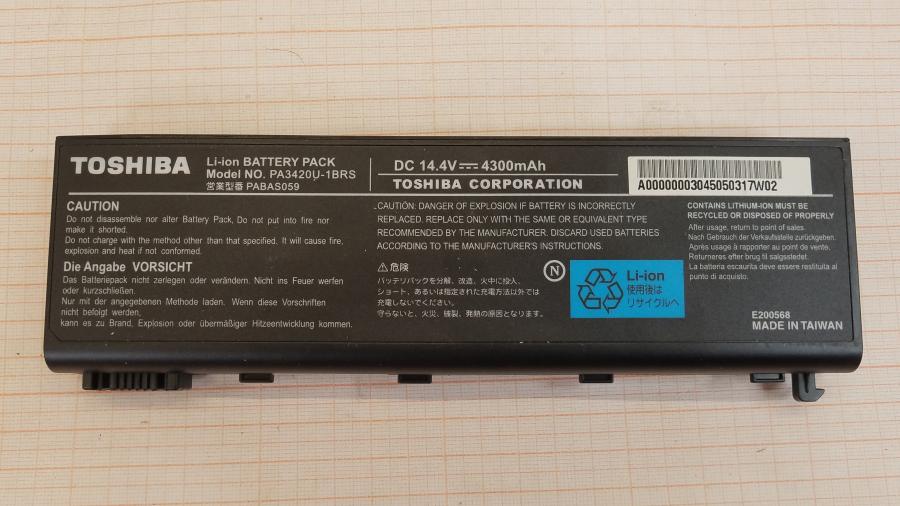 TOSHIBA
Li-ion BATTERY PACK
Model NO. PA3420U-1BRS
営業型番 PABAS059
DC 14.4V⎓4300mAh
TOSHIBA CORPORATION
A000000003045050317W02
CAUTION
Do not disassemble nor alter Battery Pack, Do not put into fire nor
make it shorted.
Do not charge with the method other than that specified. It will cause fire,
explosion and heat if not conformed.
Die Angabe VORSICHT
Das Batteriepack nicht zerlegen oder verändern. Nicht ins Feuer werfen
oder kurzschließen.
Nur mit der angegebenen Methode laden. Wenn diese Vorschriften
nicht befolgt werden,
kann es zu Brand, Explosion oder übermäßiger Hitzeentwicklung kommen.
CAUTION: DANGER OF EXPLOSION IF BATTERY IS INCORRECTLY
REPLACED. REPLACE ONLY WITH THE SAME OR EQUIVALENT TYPE
RECOMMENDED BY THE MANUFACTURER. DISCARD USED BATTERIES
ACCORDING TO THE MANUFACTURER'S INSTRUCTIONS.
⚠危険
バッテリパックを分解、改造、火中に投入、
ショート、あるいは指定された充電方法以外では
充電しないでください。
守らないと、火災、破裂、発熱の原因となります。
N
Li-ion
使用後は
リサイクルへ
CONTAINS LITHIUM-ION MUST BE
RECYCLED OR DISPOSED OF PROPERLY
After usage, return to point of sales.
Nach Gebrauch der Verkaufsstelle zurückgeben.
Après usage à rapporter au point de vente.
Returneres efter brug til salgsstedet.
La batteria escaurita deve essere restituita al
punto di acquisto.
E200568
MADE IN TAIWAN